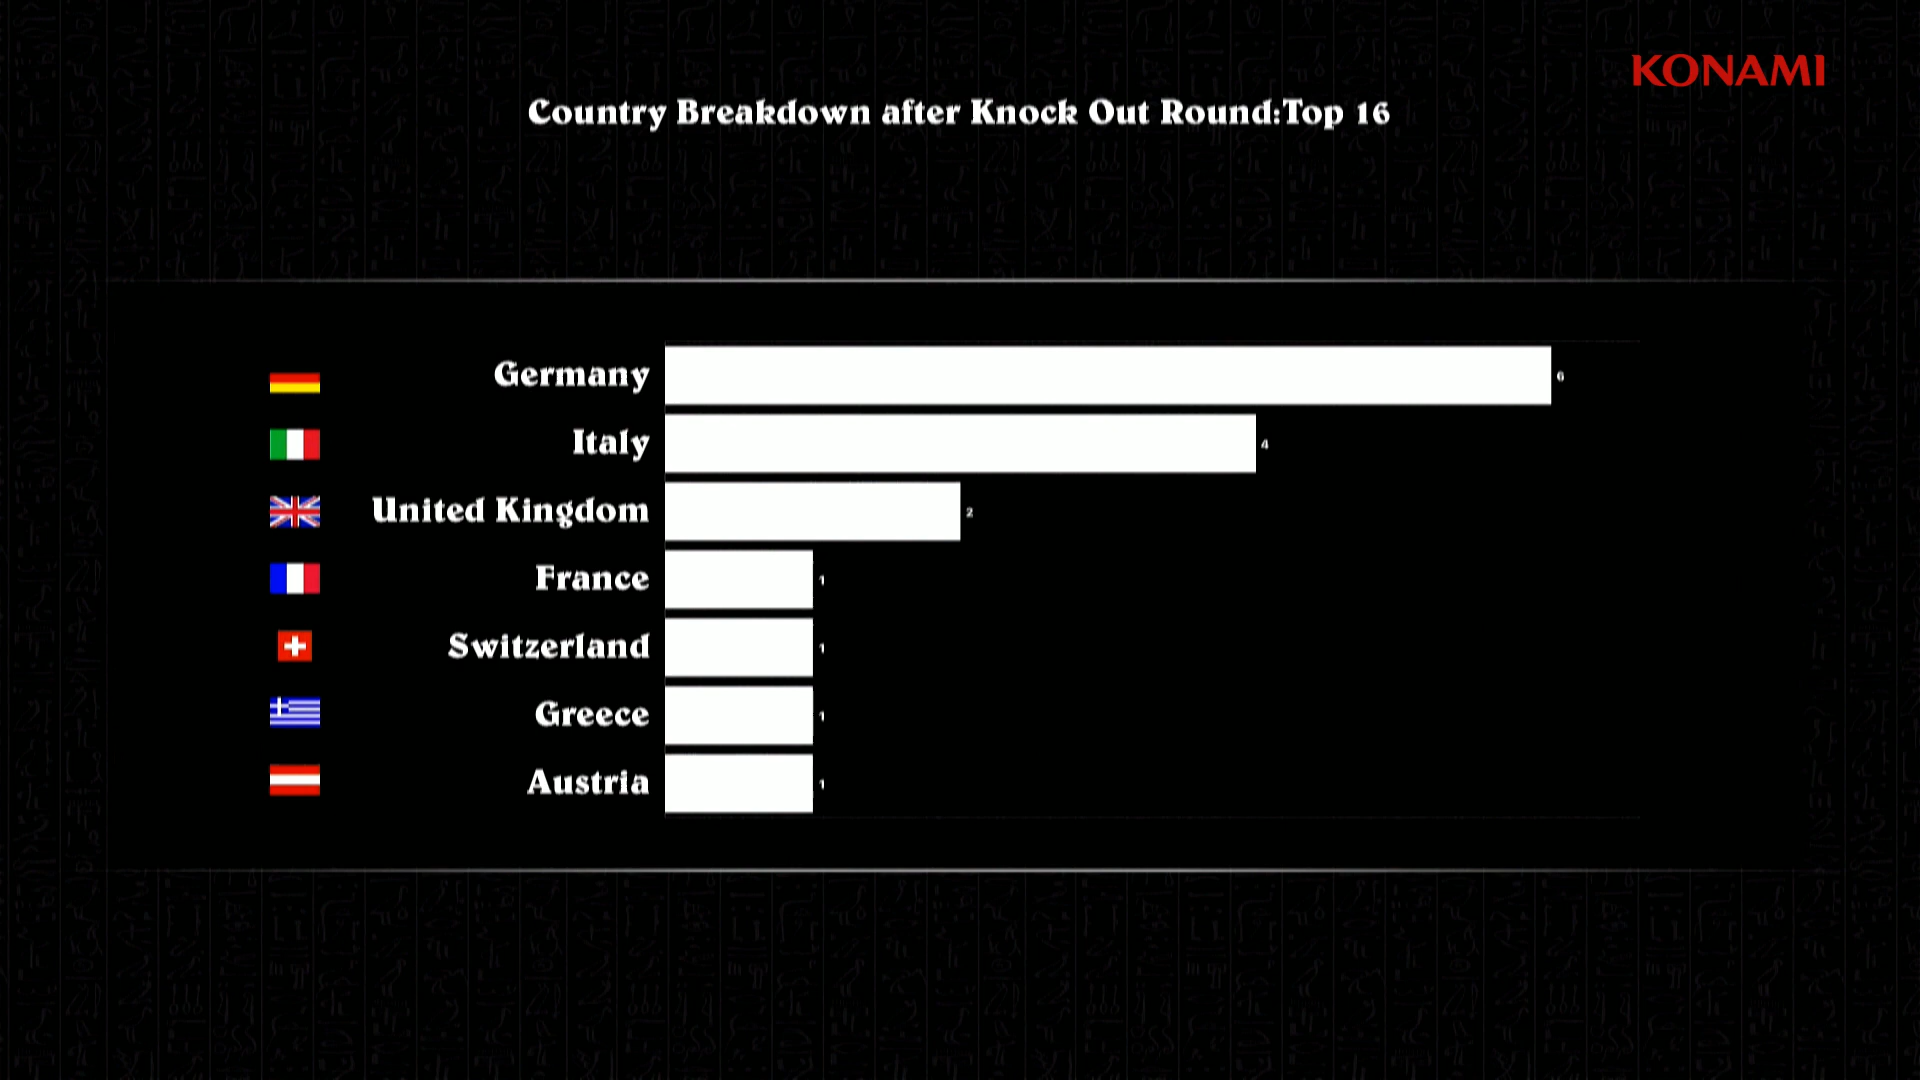 KONAMI
Country Breakdown after Knock Out Round:Top 16
Germany 6
Italy 4
United Kingdom 2
France 1
Switzerland 1
Greece 1
Austria 1